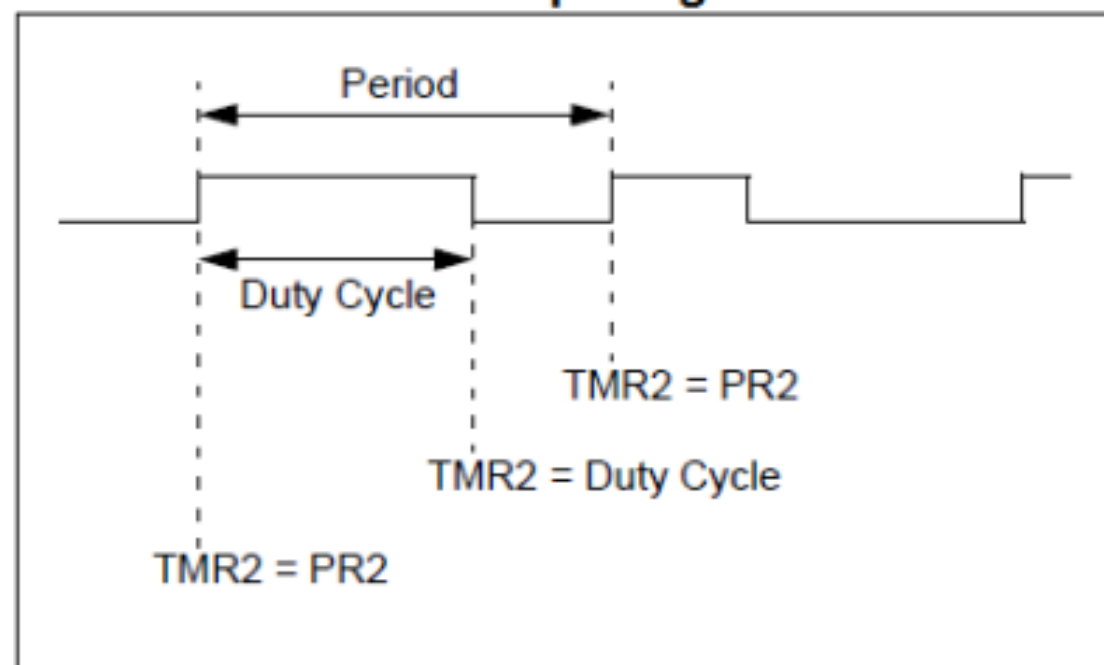 Period
Duty Cycle
TMR2 = PR2
TMR2 = Duty Cycle
TMR2 = PR2